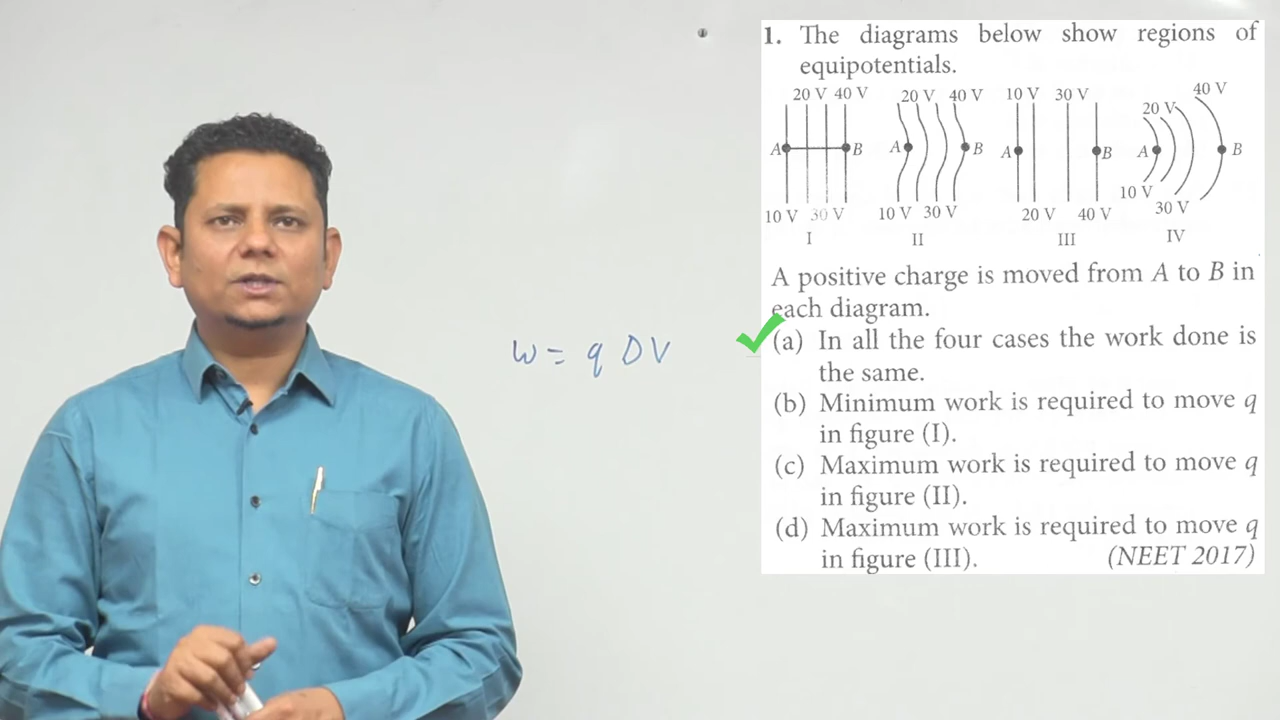 1. The diagrams below show regions of
equipotentials.
20 V 40 V 20 V 40 V 10 V 30 V 20 V 40 V
A B A B A B A B
10 V 30 V 10 V 30 V 20 V 40 V 10 V 30 V
I II III IV
A positive charge is moved from A to B in
each diagram.
(a) In all the four cases the work done is
the same.
(b) Minimum work is required to move q
in figure (I).
(c) Maximum work is required to move q
in figure (II).
(d) Maximum work is required to move q
in figure (III). (NEET 2017)
W = q ΔV